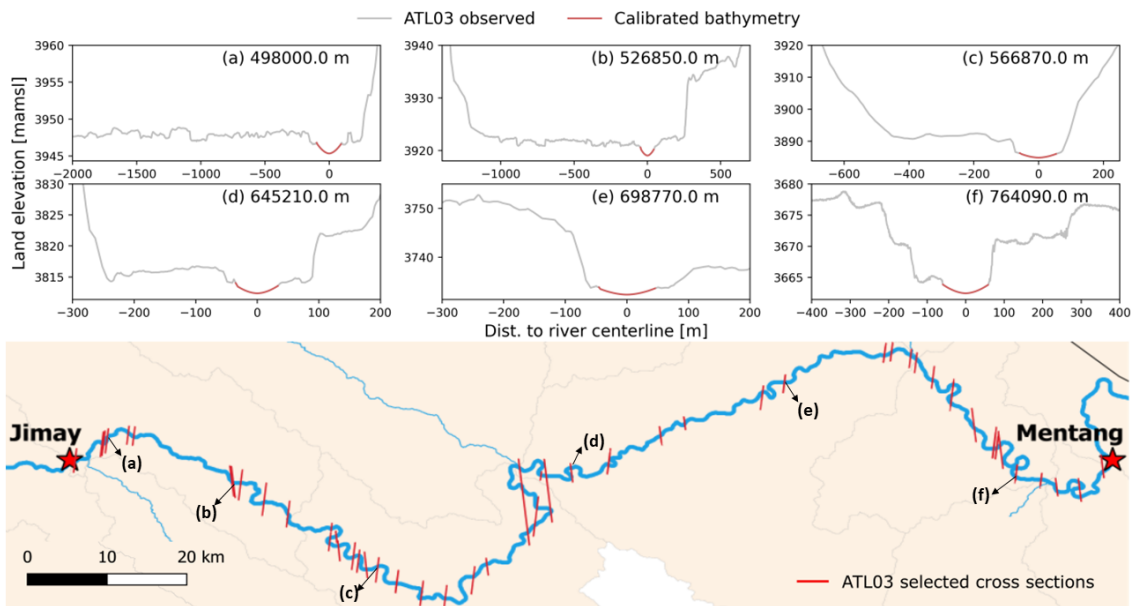 ATL03 observed
Calibrated bathymetry
Land elevation [mamsl]
(a) 498000.0 m
3960
3955
3950
3945
−2000 −1500 −1000 −500 0
(b) 526850.0 m
3940
3930
3920
−1000 −500 0 500
(c) 566870.0 m
3920
3910
3900
3890
−600 −400 −200 0 200
(d) 645210.0 m
3830
3820
3810
−300 −200 −100 0 100 200
(e) 698770.0 m
3750
3740
−300 −200 −100 0 100 200
(f) 764090.0 m
3680
3675
3670
3665
−400 −300 −200 −100 0 100 200 300 400
Dist. to river centerline [m]
Jimay
(a)
(b)
(c)
(d)
(e)
(f)
Mentang
0 10 20 km
ATL03 selected cross sections